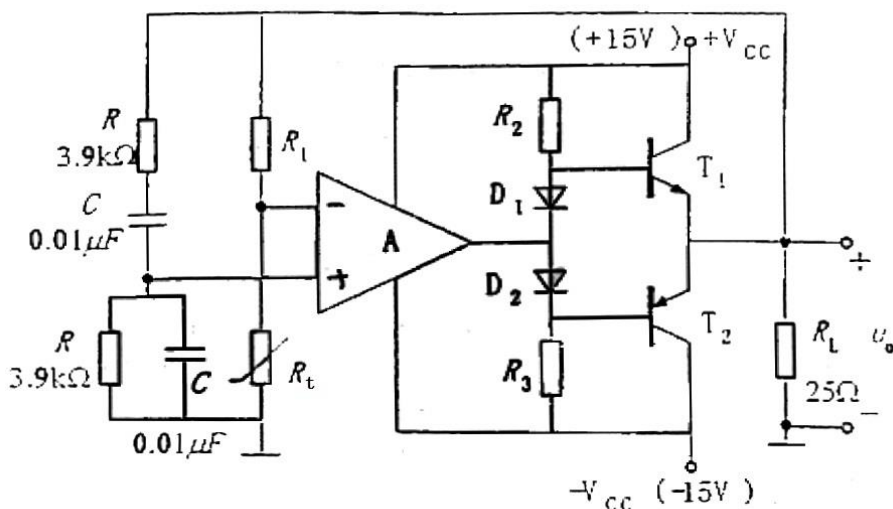 (+15V) +VCC
R
3.9kΩ
R1
R2
T1
C
D1
0.01μF
−
A
+
÷
D2
T2
R
3.9kΩ
C
Rt
R3
RL
uo
25Ω
−
0.01μF
−VCC (−15V)